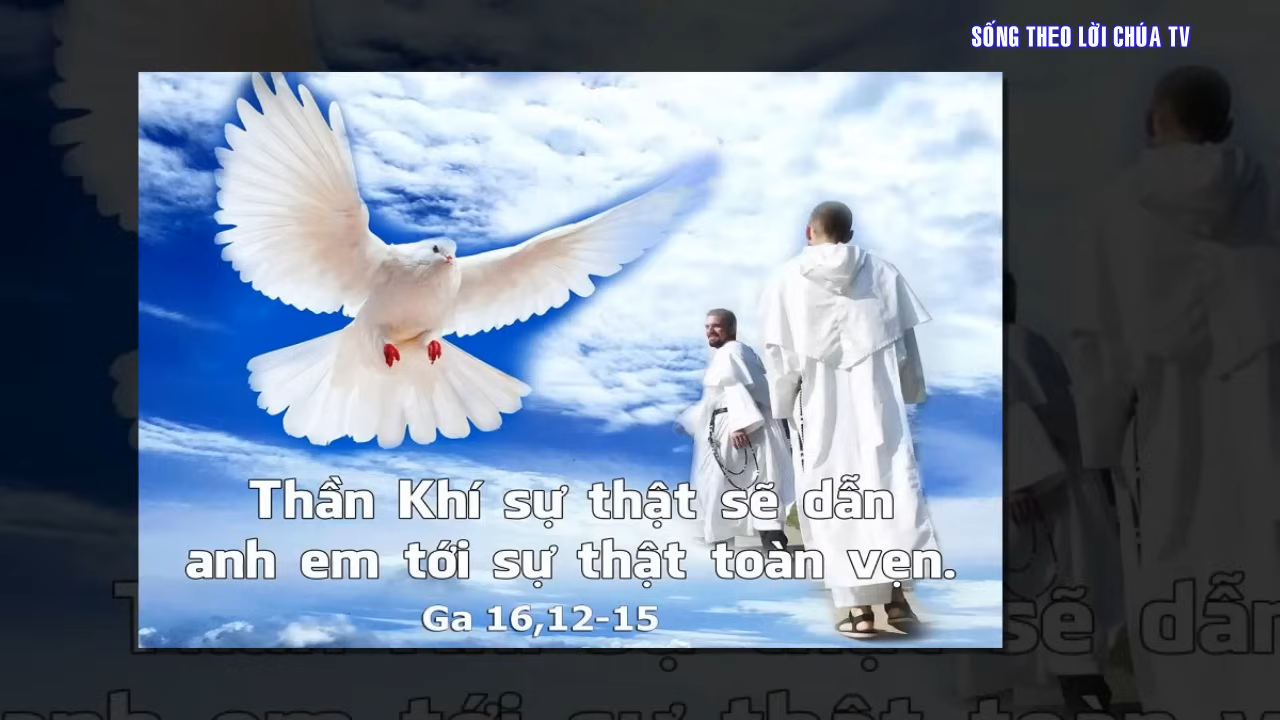 SỐNG THEO LỜI CHÚA TV
Thần Khí sự thật sẽ dẫn
anh em tới sự thật toàn vẹn.
Ga 16,12-15